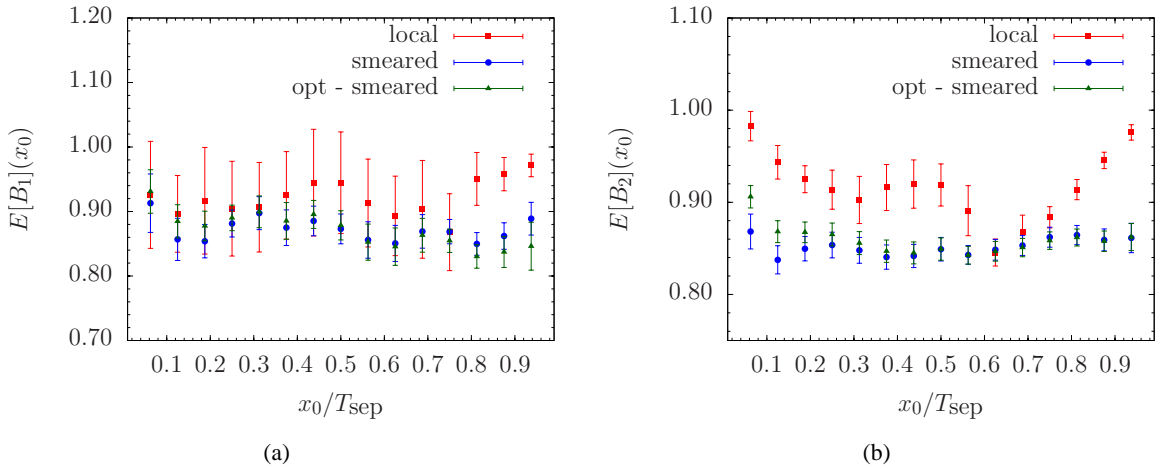 1.20
1.10
1.00
0.90
0.80
0.70
E[B₁](x₀)
local
smeared
opt - smeared
0.1 0.2 0.3 0.4 0.5 0.6 0.7 0.8 0.9
x₀/Tsep
(a)
1.10
1.00
0.90
0.80
E[B₂](x₀)
local
smeared
opt - smeared
0.1 0.2 0.3 0.4 0.5 0.6 0.7 0.8 0.9
x₀/Tsep
(b)